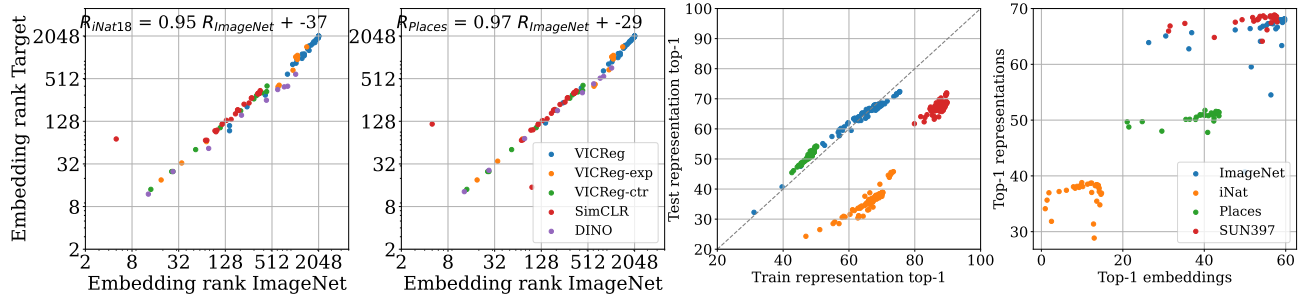 R_iNat18 = 0.95 R_ImageNet + -37
Embedding rank Target
2048
512
128
32
8
2
2 8 32 128 512 2048
Embedding rank ImageNet
R_Places = 0.97 R_ImageNet + -29
2048
512
128
32
8
2
VICReg
VICReg-exp
VICReg-ctr
SimCLR
DINO
2 8 32 128 512 2048
Embedding rank ImageNet
Test representation top-1
100
90
80
70
60
50
40
30
20
20 40 60 80 100
Train representation top-1
Top-1 representations
70
60
50
40
30
ImageNet
iNat
Places
SUN397
0 20 40 60
Top-1 embeddings